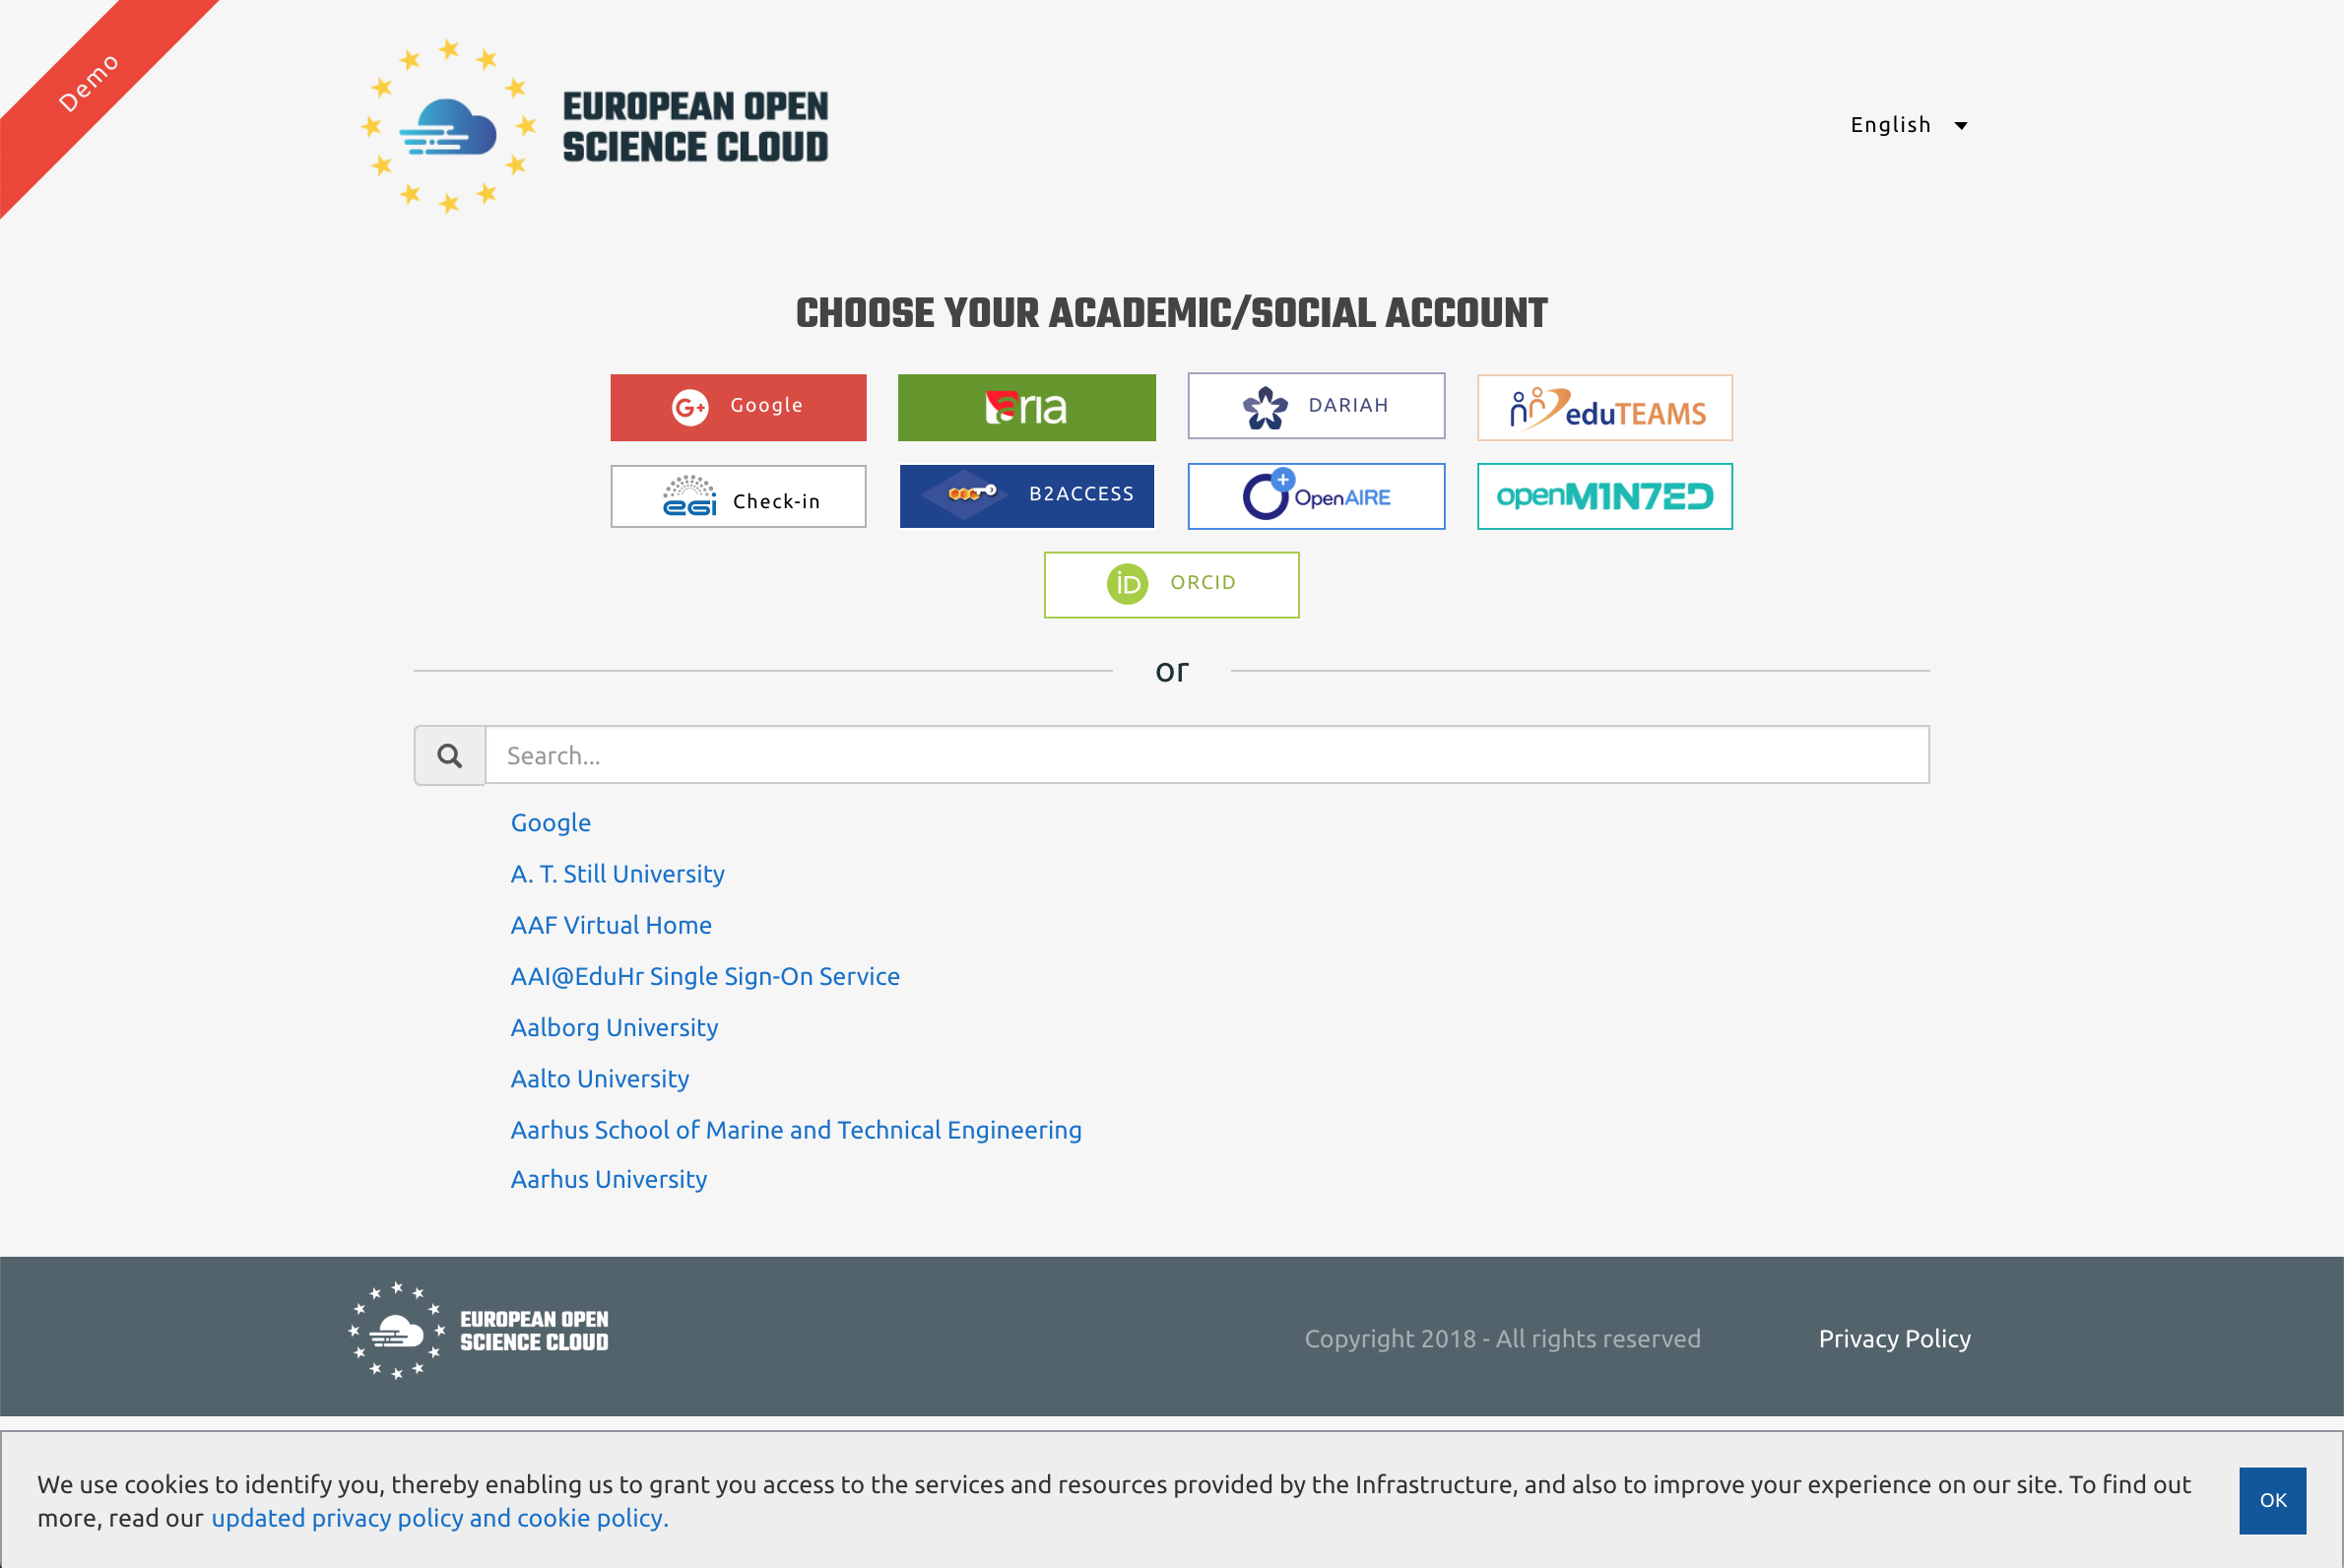 Demo
EUROPEAN OPEN
SCIENCE CLOUD
English
CHOOSE YOUR ACADEMIC/SOCIAL ACCOUNT
G+ Google
aria
DARIAH
eduTEAMS
eGi Check-in
B2ACCESS
OpenAIRE
openM1N7ED
iD ORCID
or
Search...
Google
A. T. Still University
AAF Virtual Home
AAI@EduHr Single Sign-On Service
Aalborg University
Aalto University
Aarhus School of Marine and Technical Engineering
Aarhus University
EUROPEAN OPEN
SCIENCE CLOUD
Copyright 2018 - All rights reserved
Privacy Policy
We use cookies to identify you, thereby enabling us to grant you access to the services and resources provided by the Infrastructure, and also to improve your experience on our site. To find out
more, read our updated privacy policy and cookie policy.
OK